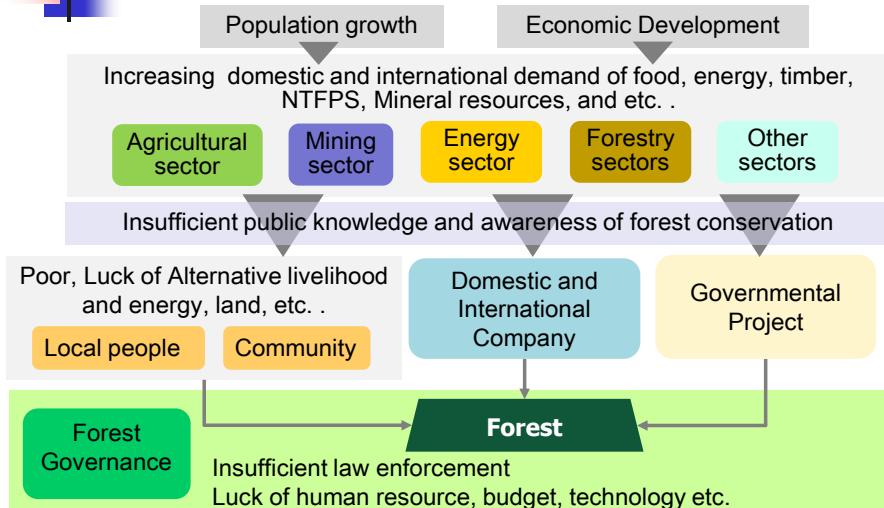 Population growth
Economic Development
Increasing domestic and international demand of food, energy, timber,
NTFPS, Mineral resources, and etc. .
Agricultural
sector
Mining
sector
Energy
sector
Forestry
sectors
Other
sectors
Insufficient public knowledge and awareness of forest conservation
Poor, Luck of Alternative livelihood
and energy, land, etc. .
Local people
Community
Domestic and
International
Company
Governmental
Project
Forest
Forest
Governance
Insufficient law enforcement
Luck of human resource, budget, technology etc.